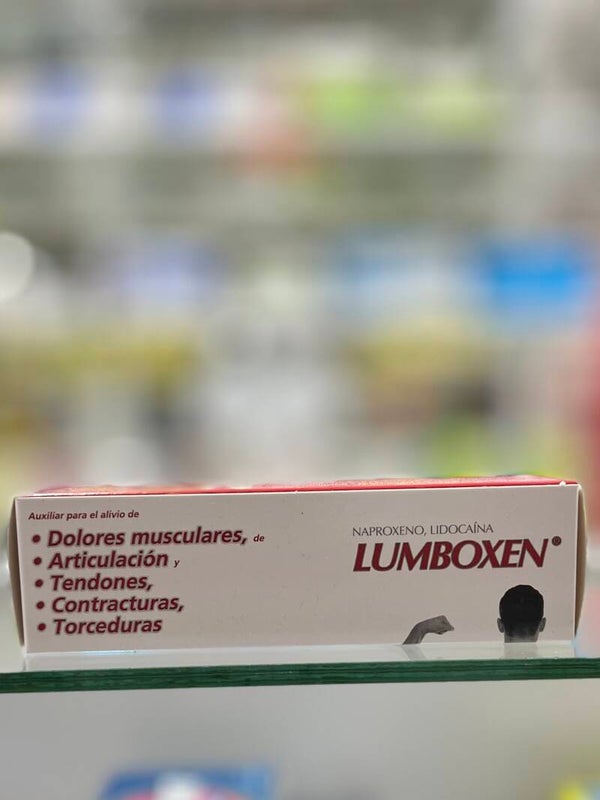 Auxiliar para el alivio de
• Dolores musculares, de
• Articulación y
• Tendones,
• Contracturas,
• Torceduras
NAPROXENO, LIDOCAÍNA
LUMBOXEN®